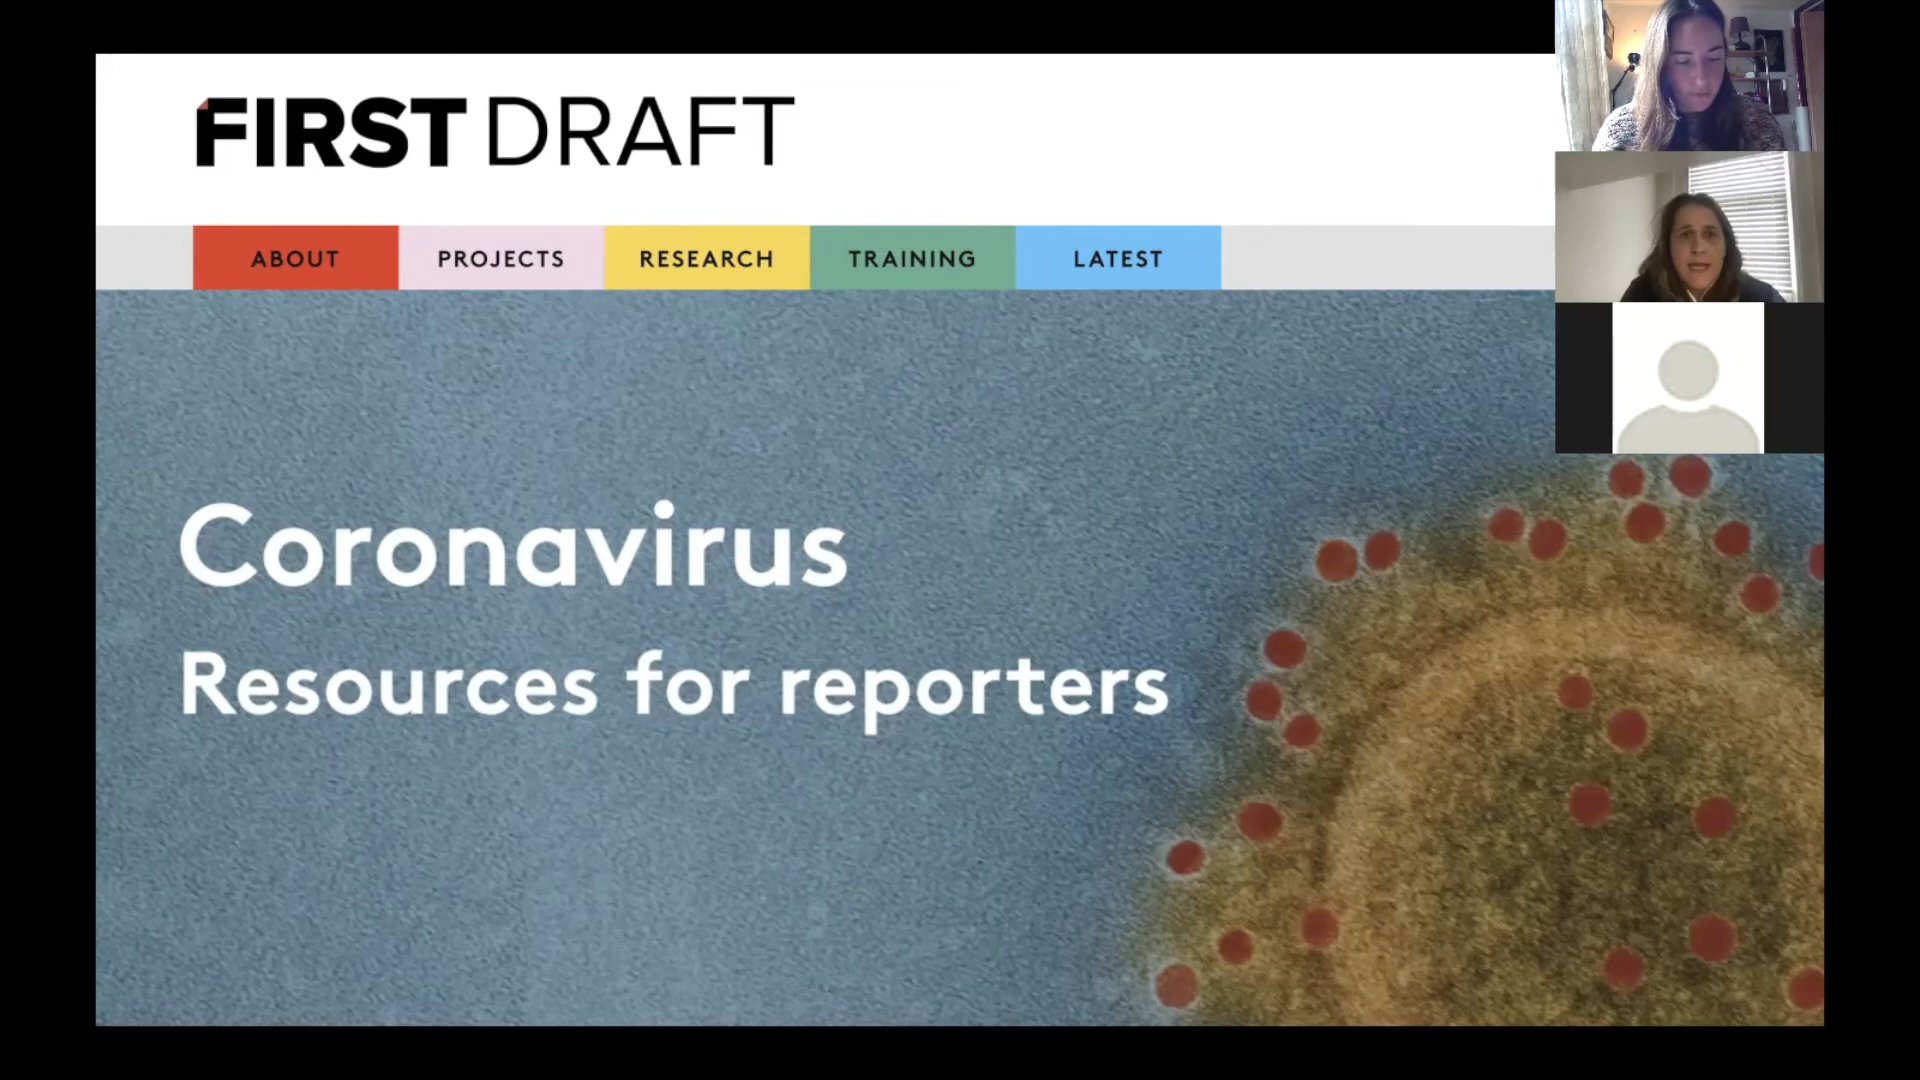 FIRST DRAFT
ABOUT PROJECTS RESEARCH TRAINING LATEST
Coronavirus
Resources for reporters